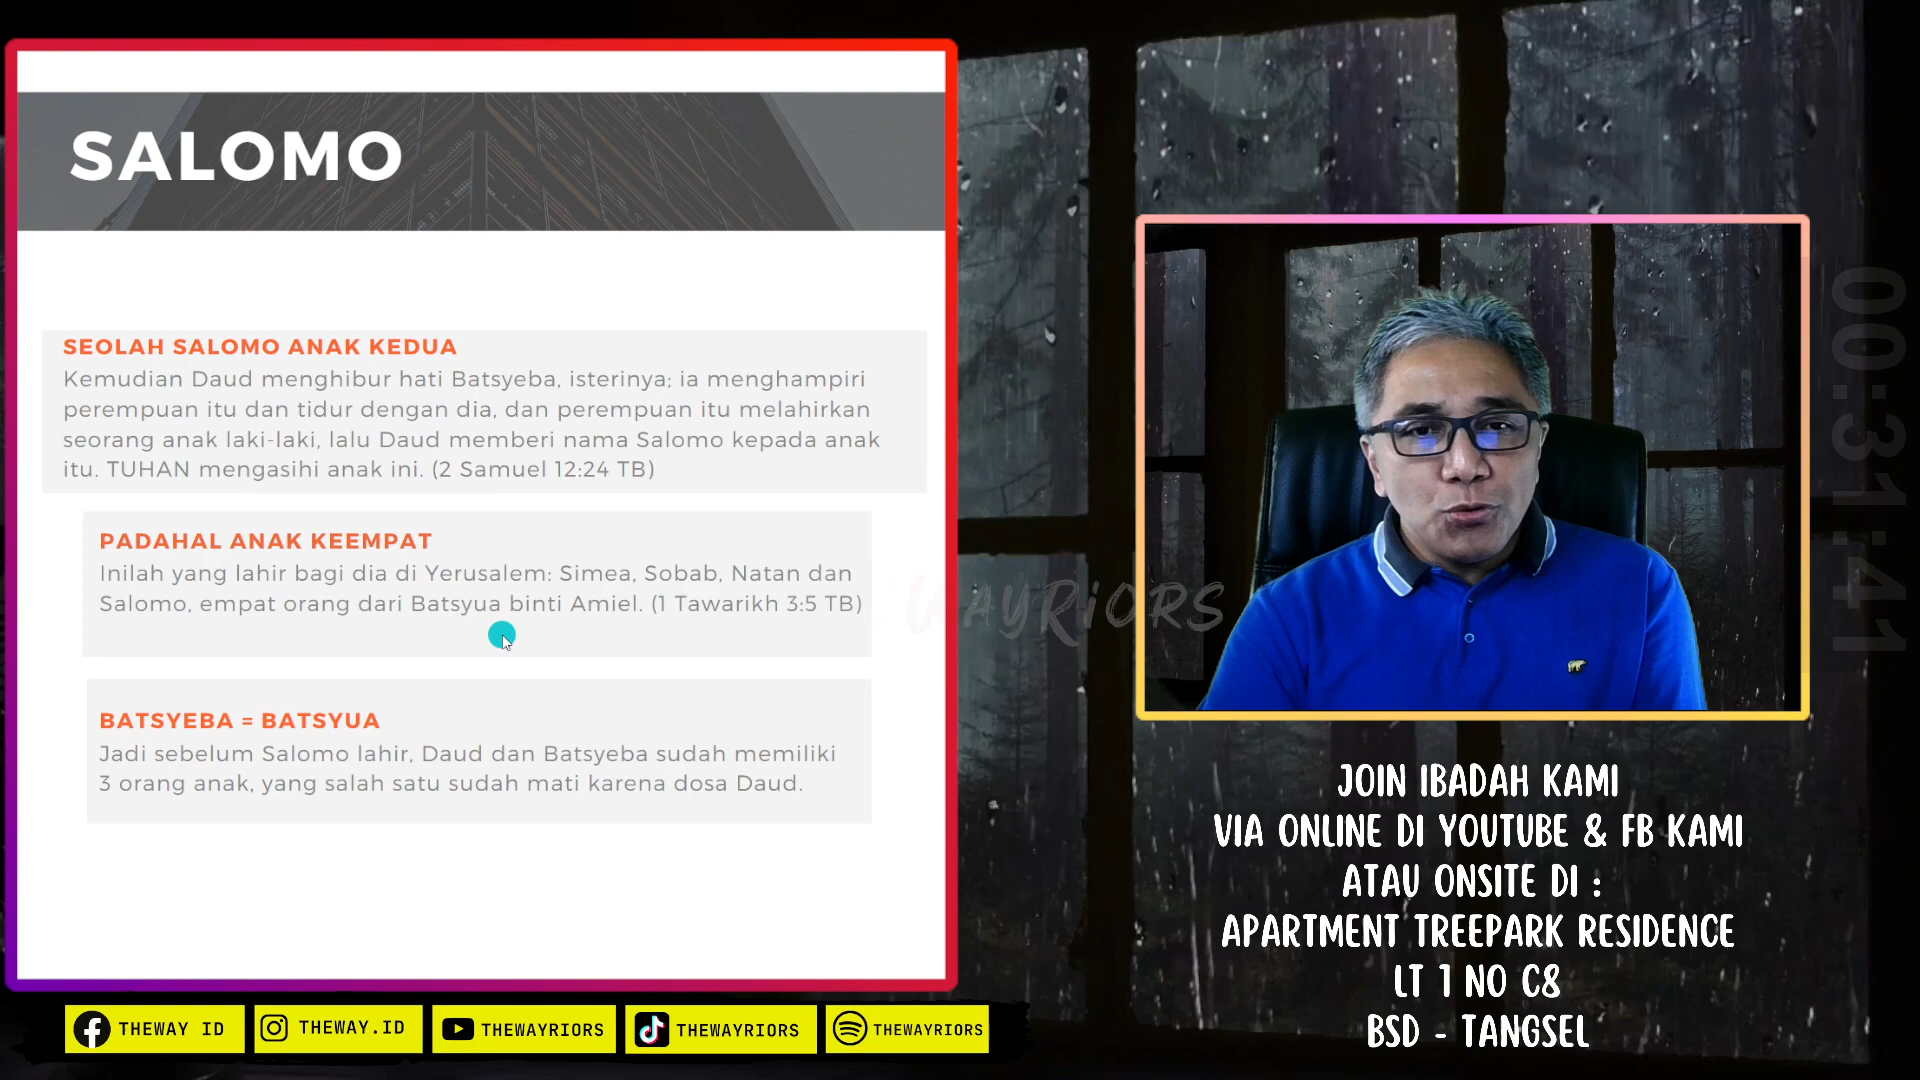 SALOMO
SEOLAH SALOMO ANAK KEDUA
Kemudian Daud menghibur hati Batsyeba, isterinya; ia menghampiri
perempuan itu dan tidur dengan dia, dan perempuan itu melahirkan
seorang anak laki-laki, lalu Daud memberi nama Salomo kepada anak
itu. TUHAN mengasihi anak ini. (2 Samuel 12:24 TB)
PADAHAL ANAK KEEMPAT
Inilah yang lahir bagi dia di Yerusalem: Simea, Sobab, Natan dan
Salomo, empat orang dari Batsyua binti Amiel. (1 Tawarikh 3:5 TB)
BATSYEBA = BATSYUA
Jadi sebelum Salomo lahir, Daud dan Batsyeba sudah memiliki
3 orang anak, yang salah satu sudah mati karena dosa Daud.
WAYRIORS
00:31:41
JOIN IBADAH KAMI
VIA ONLINE DI YOUTUBE & FB KAMI
ATAU ONSITE DI :
APARTMENT TREEPARK RESIDENCE
LT 1 NO C8
BSD - TANGSEL
THEWAY ID
THEWAY.ID
THEWAYRIORS
THEWAYRIORS
THEWAYRIORS